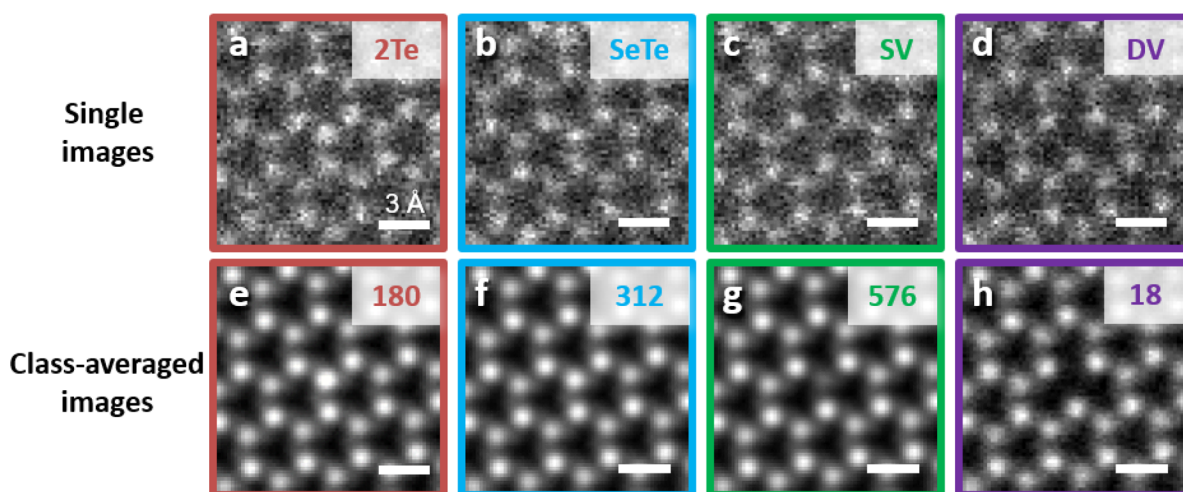 a 2Te
b SeTe
c SV
d DV
Single
images
3 Å
e 180
f 312
g 576
h 18
Class-averaged
images